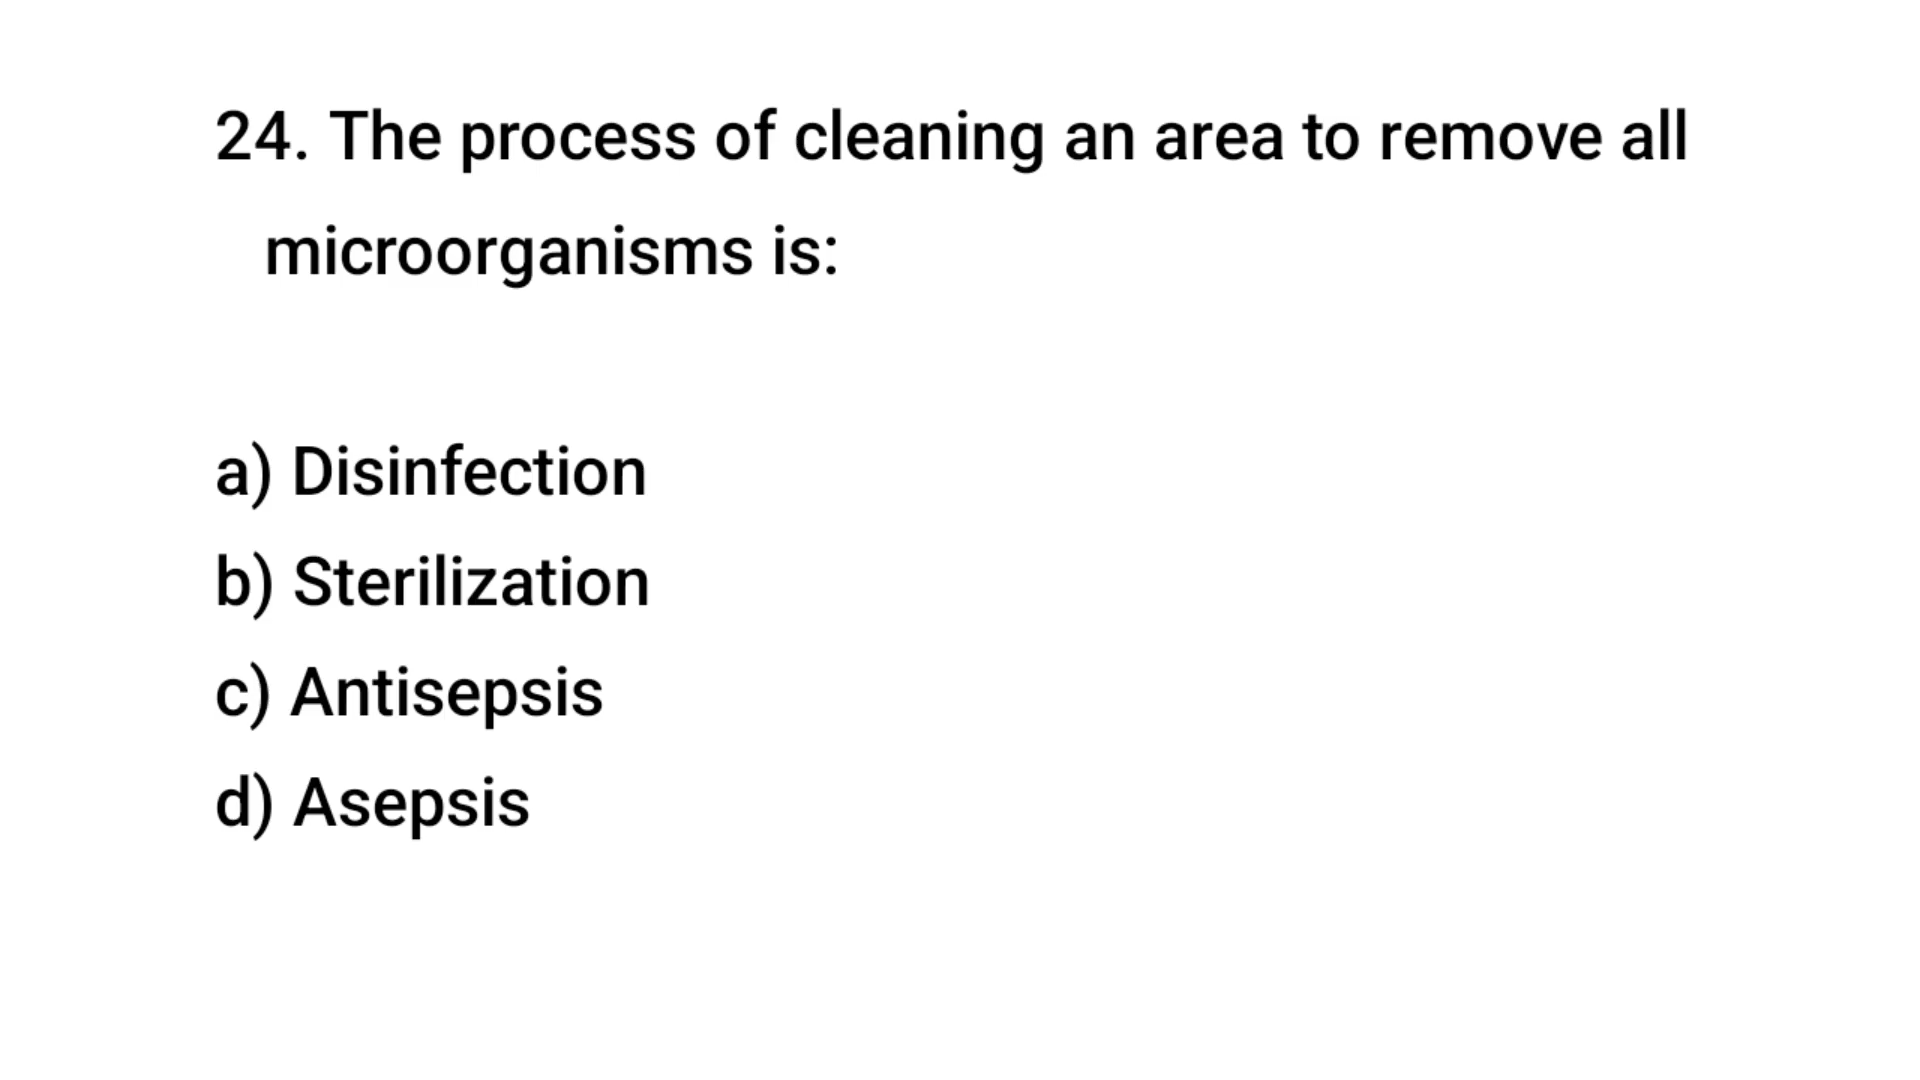 24. The process of cleaning an area to remove all
microorganisms is:
a) Disinfection
b) Sterilization
c) Antisepsis
d) Asepsis